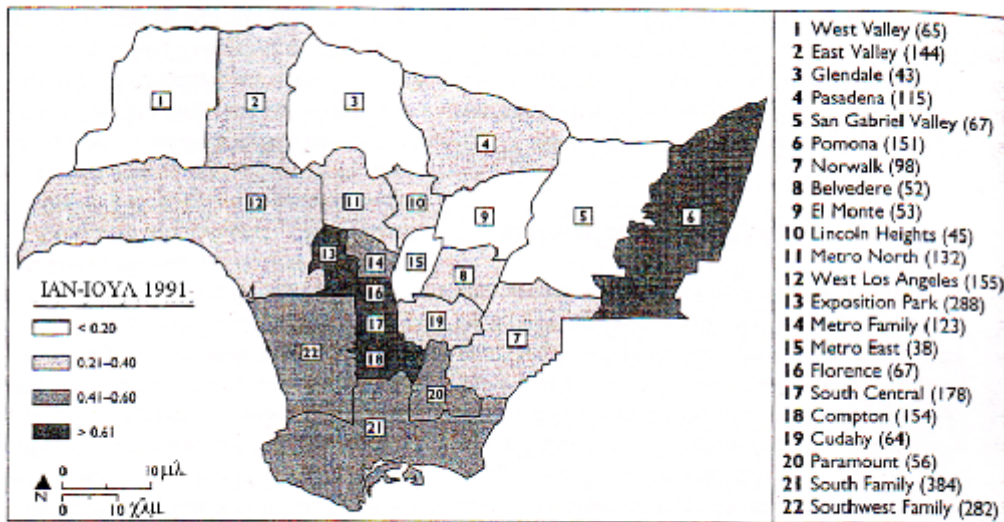 1
2
3
4
5
6
7
8
9
10
11
12
13
14
15
16
17
18
19
20
21
22
ΙΑΝ-ΙΟΥΛ 1991
< 0.20
0.21–0.40
0.41–0.60
> 0.61
0 10 μλ.
0 10 χλμ
N
1 West Valley (65)
2 East Valley (144)
3 Glendale (43)
4 Pasadena (115)
5 San Gabriel Valley (67)
6 Pomona (151)
7 Norwalk (98)
8 Belvedere (52)
9 El Monte (53)
10 Lincoln Heights (45)
11 Metro North (132)
12 West Los Angeles (155)
13 Exposition Park (288)
14 Metro Family (123)
15 Metro East (38)
16 Florence (67)
17 South Central (178)
18 Compton (154)
19 Cudahy (64)
20 Paramount (56)
21 South Family (384)
22 Southwest Family (282)